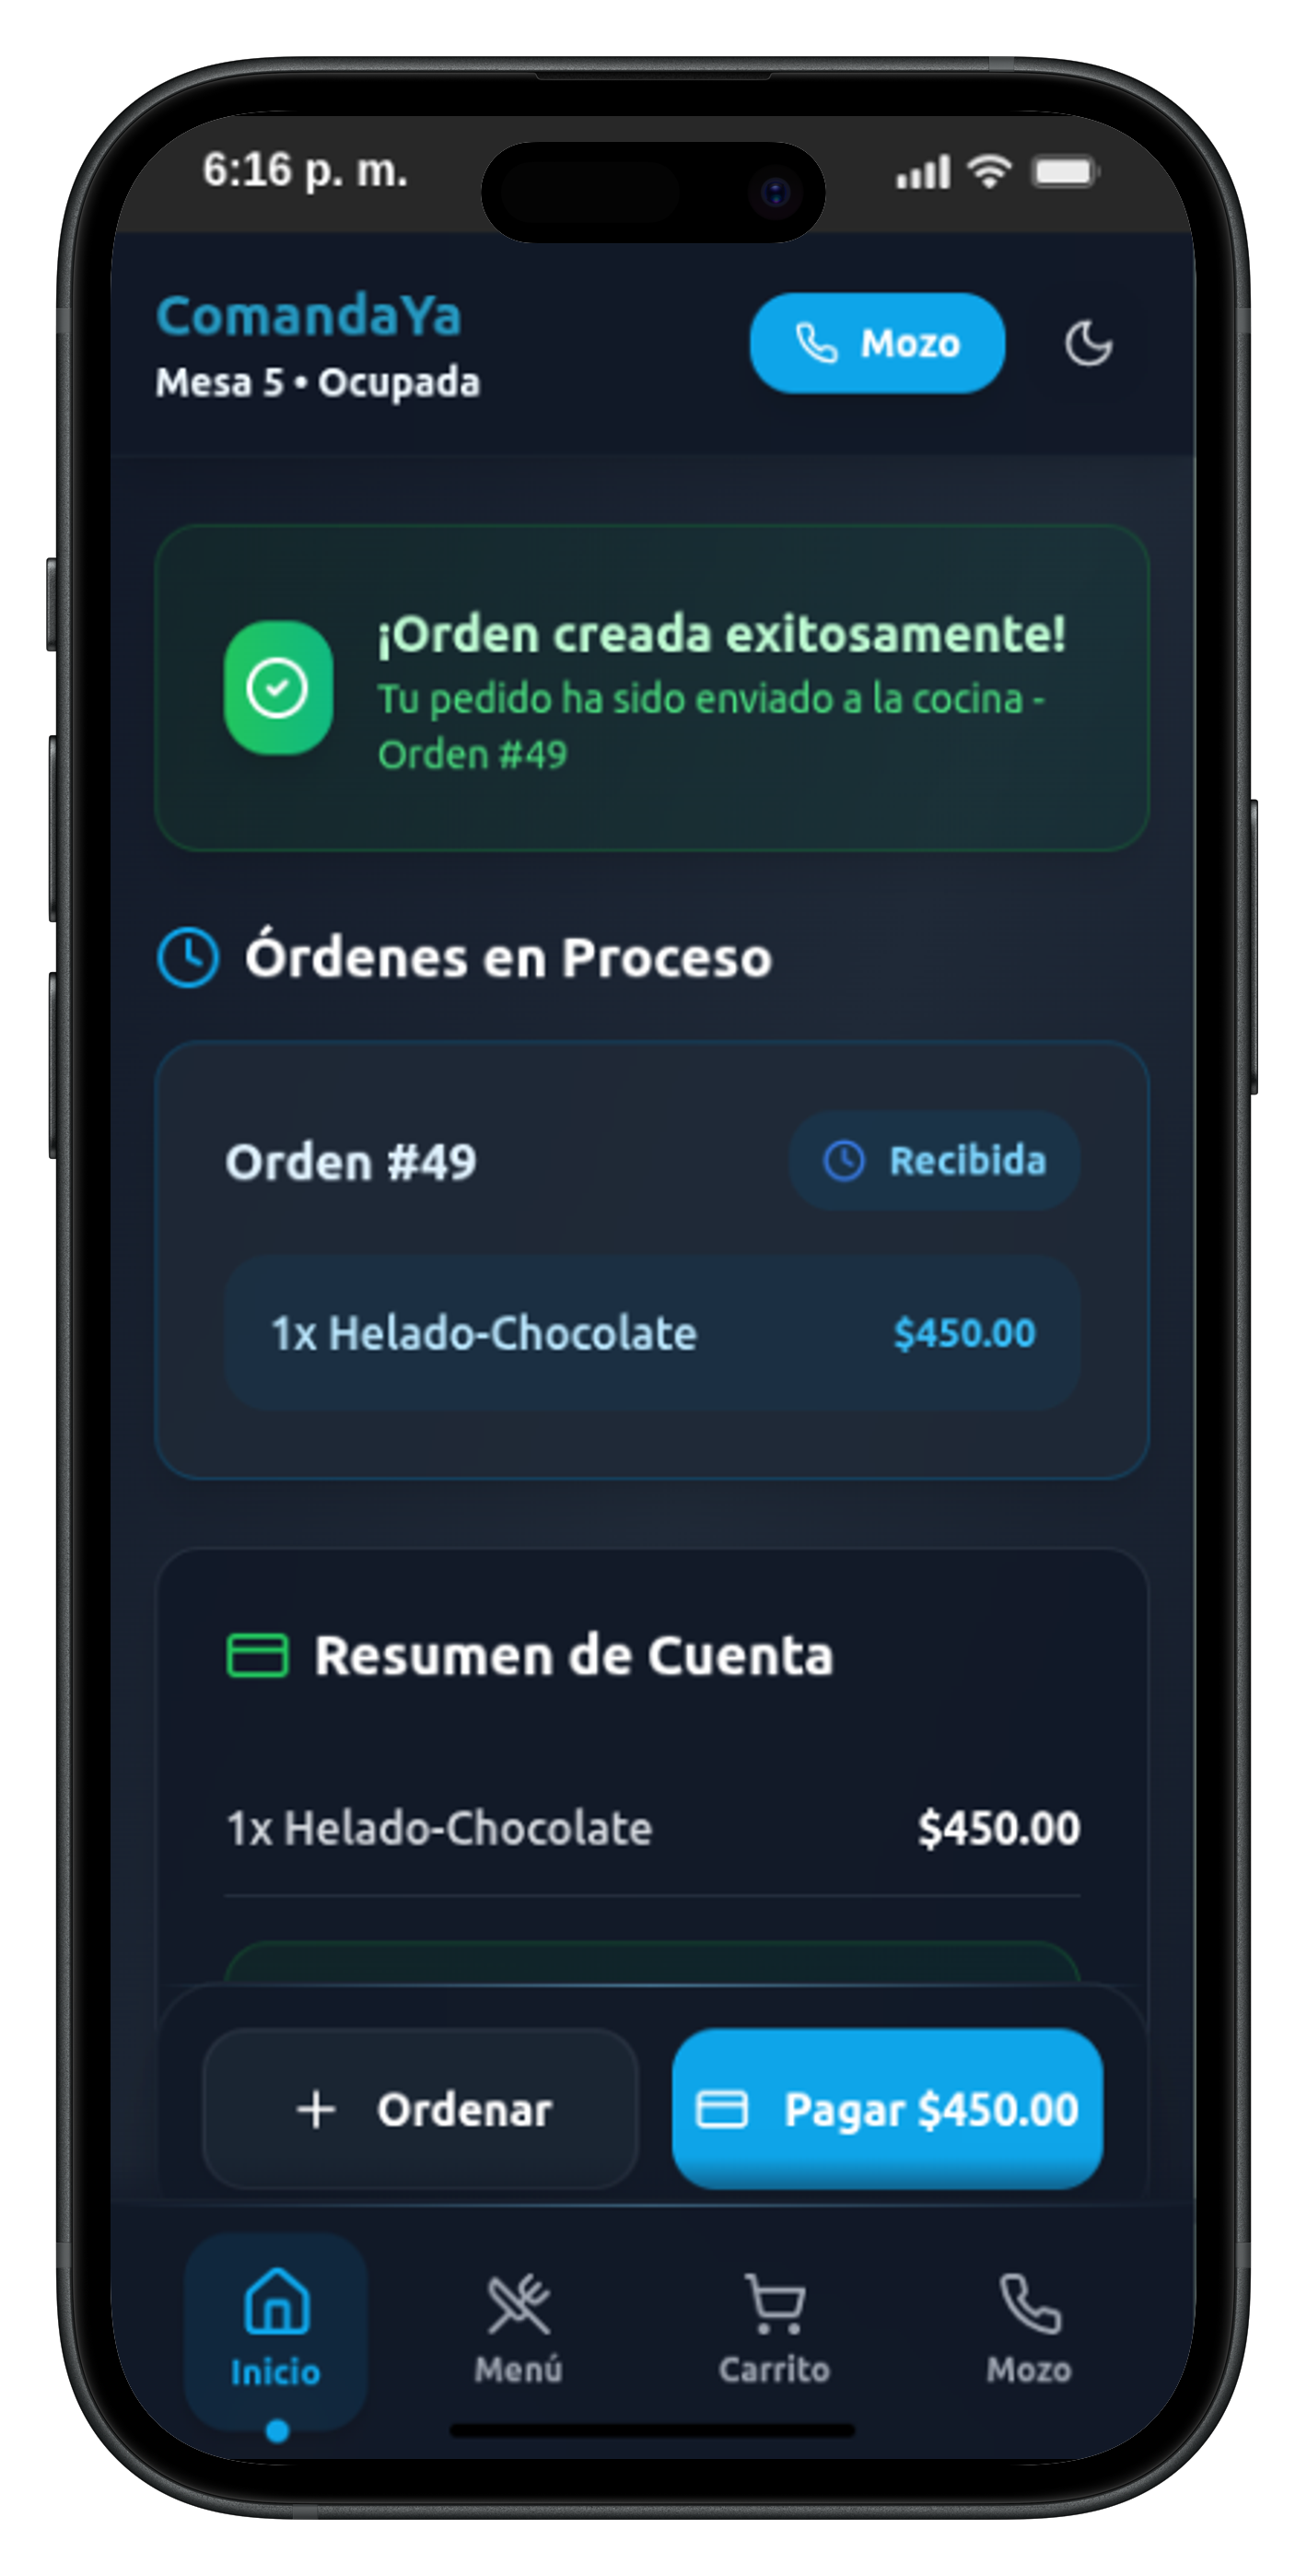 6:16 p. m.
ComandaYa
Mesa 5 • Ocupada
Mozo
¡Orden creada exitosamente!
Tu pedido ha sido enviado a la cocina -
Orden #49
Órdenes en Proceso
Orden #49
Recibida
1x Helado-Chocolate
$450.00
Resumen de Cuenta
1x Helado-Chocolate
$450.00
Ordenar
Pagar $450.00
Inicio
Menú
Carrito
Mozo